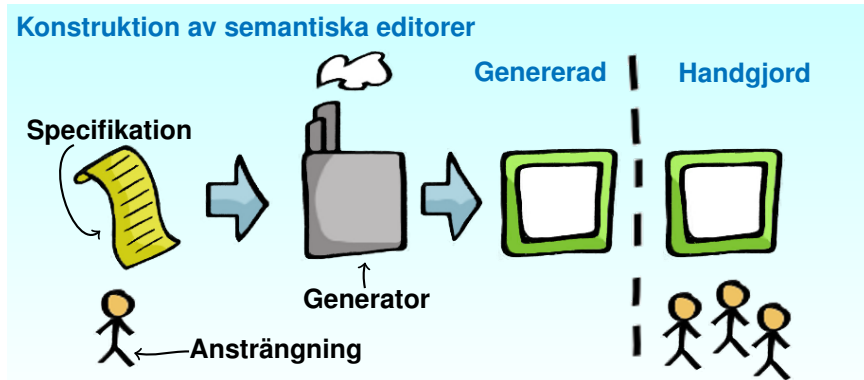 Konstruktion av semantiska editorer
Genererad
Handgjord
Specifikation
Generator
Ansträngning